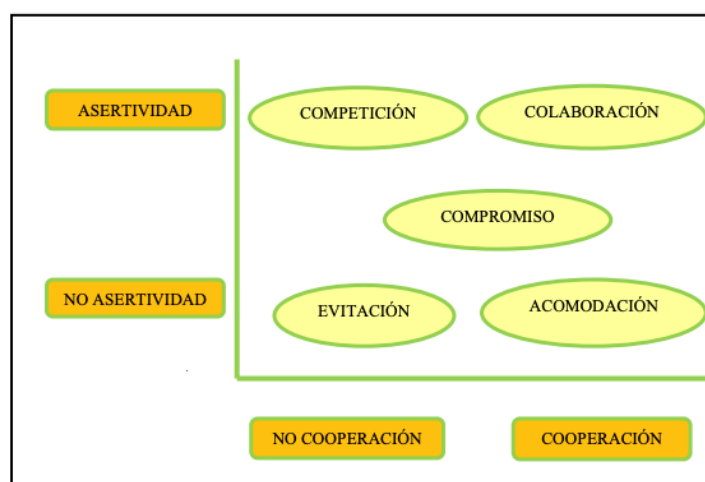 ASERTIVIDAD
COMPETICIÓN
COLABORACIÓN
COMPROMISO
NO ASERTIVIDAD
EVITACIÓN
ACOMODACIÓN
NO COOPERACIÓN
COOPERACIÓN